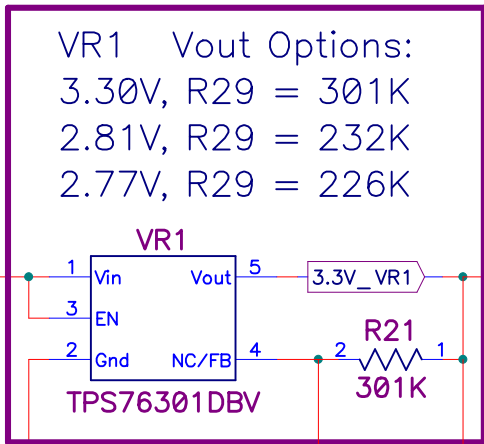 VR1 Vout Options:
3.30V, R29 = 301K
2.81V, R29 = 232K
2.77V, R29 = 226K
VR1
1 Vin Vout 5 3.3V_VR1
3 EN
R21
2 Gnd NC/FB 4 2 1
301K
TPS76301DBV